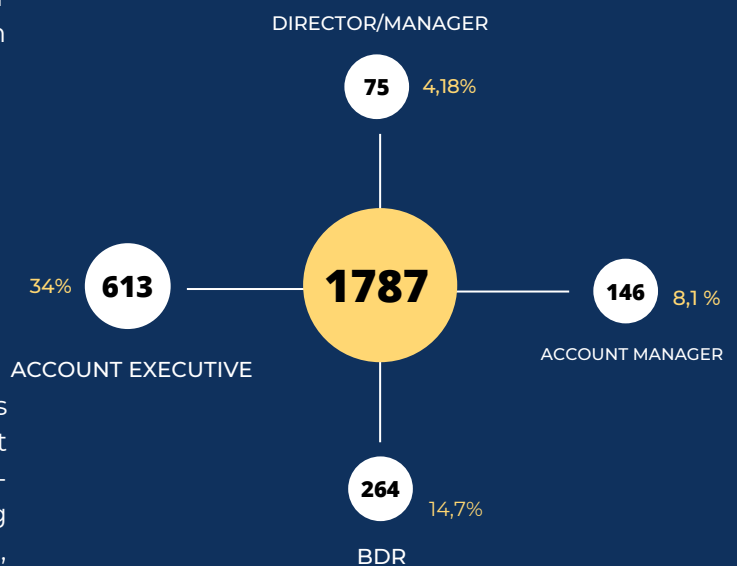 DIRECTOR/MANAGER
75 4,18%
34% 613
1787
146 8,1 %
ACCOUNT EXECUTIVE
ACCOUNT MANAGER
264 14,7%
BDR